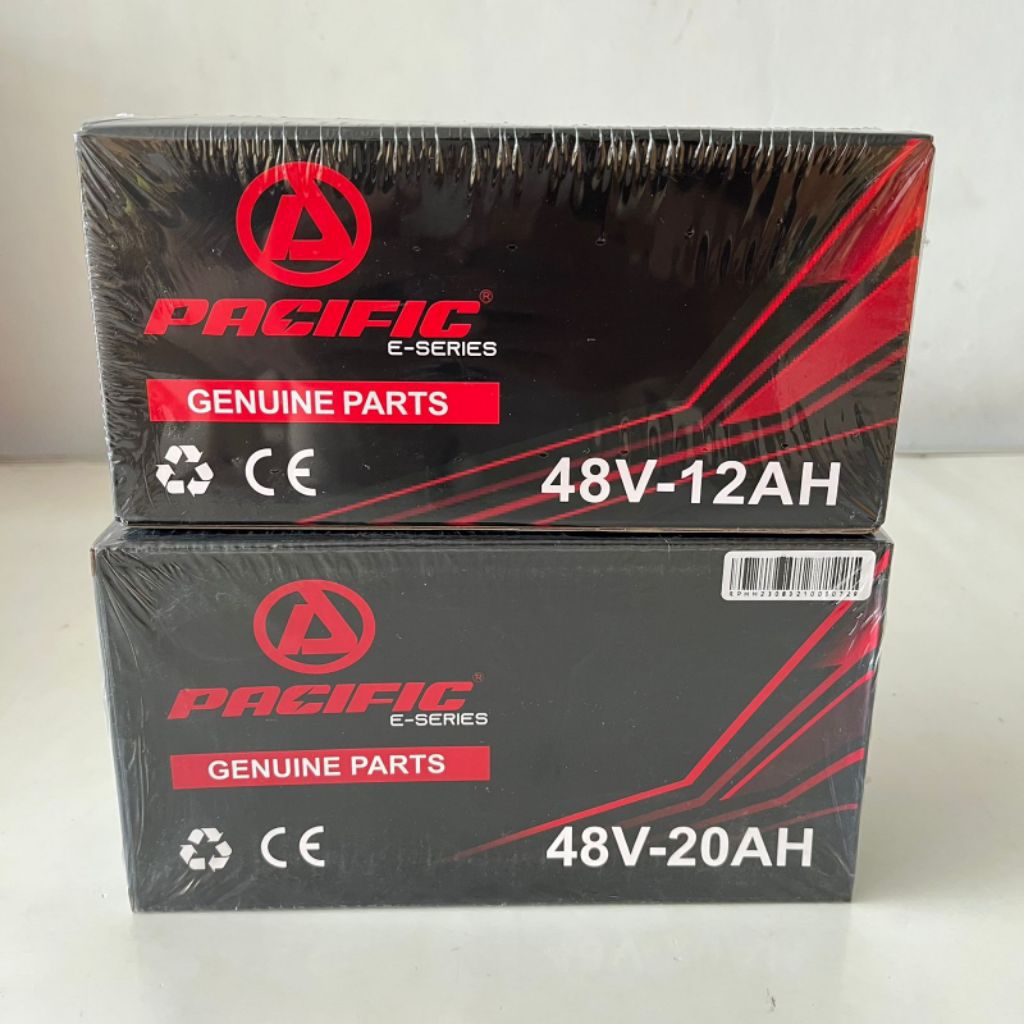 PACIFIC®
E-SERIES
GENUINE PARTS
CE
48V-12AH
PACIFIC®
E-SERIES
GENUINE PARTS
CE
48V-20AH